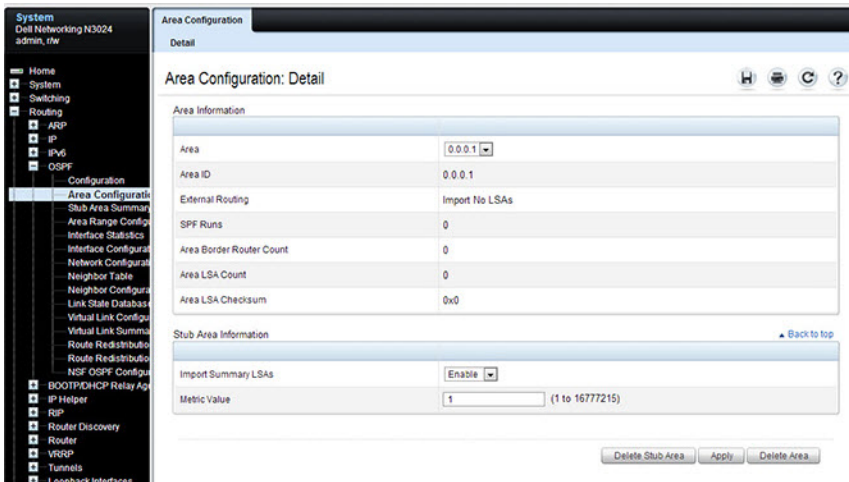 System
Dell Networking N3024
admin, r/w
Home
System
Switching
Routing
ARP
IP
IPv6
OSPF
Configuration
Area Configuratio
Stub Area Summary
Area Range Configu
Interface Statistics
Interface Configurat
Network Configurati
Neighbor Table
Neighbor Configura
Link State Database
Virtual Link Configu
Virtual Link Summa
Route Redistributio
Route Redistributio
NSF OSPF Configur
BOOTP/DHCP Relay Age
IP Helper
RIP
Router Discovery
Router
VRRP
Tunnels
Loopback Interfaces
Area Configuration
Detail
Area Configuration: Detail
Area Information
Area 0.0.0.1
Area ID 0.0.0.1
External Routing Import No LSAs
SPF Runs 0
Area Border Router Count 0
Area LSA Count 0
Area LSA Checksum 0x0
Stub Area Information Back to top
Import Summary LSAs Enable
Metric Value 1 (1 to 16777215)
Delete Stub Area Apply Delete Area